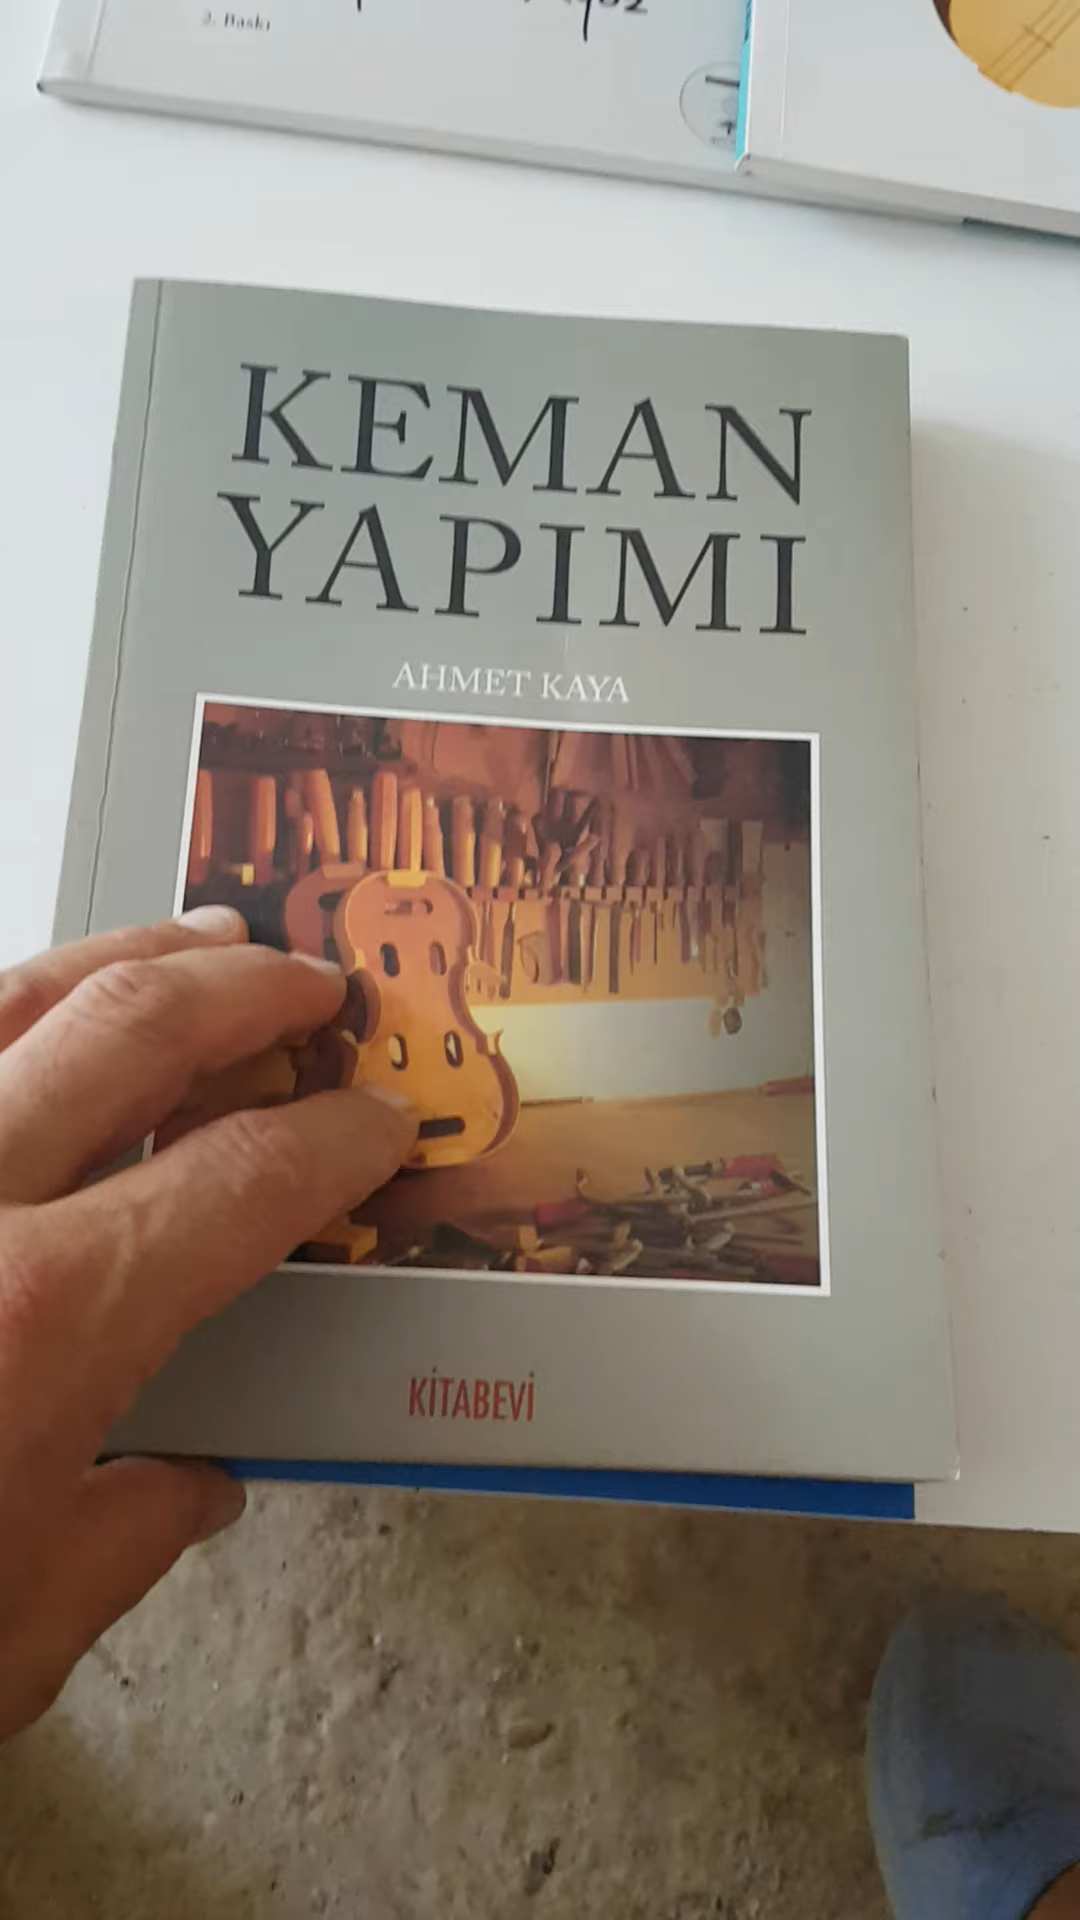 2. Baskı
KEMAN
YAPIMI
AHMET KAYA
KİTABEVİ